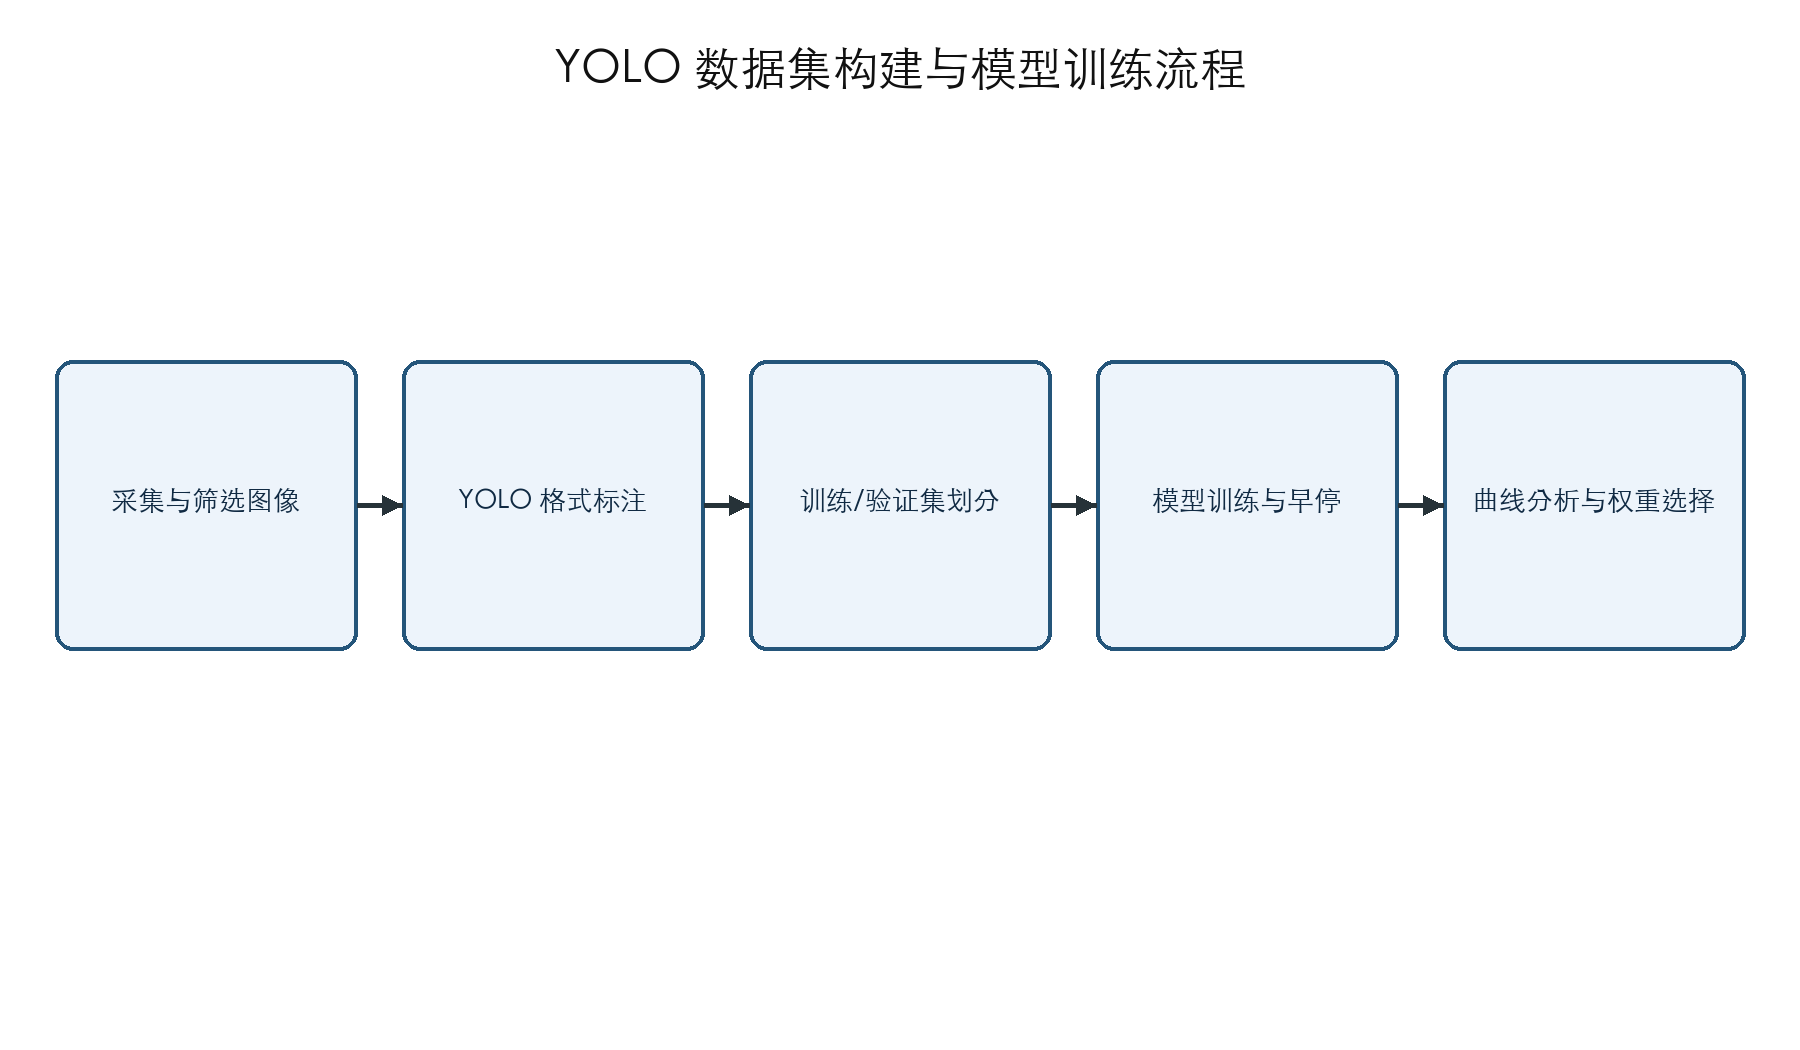 YOLO 数据集构建与模型训练流程
采集与筛选图像
YOLO 格式标注
训练/验证集划分
模型训练与早停
曲线分析与权重选择